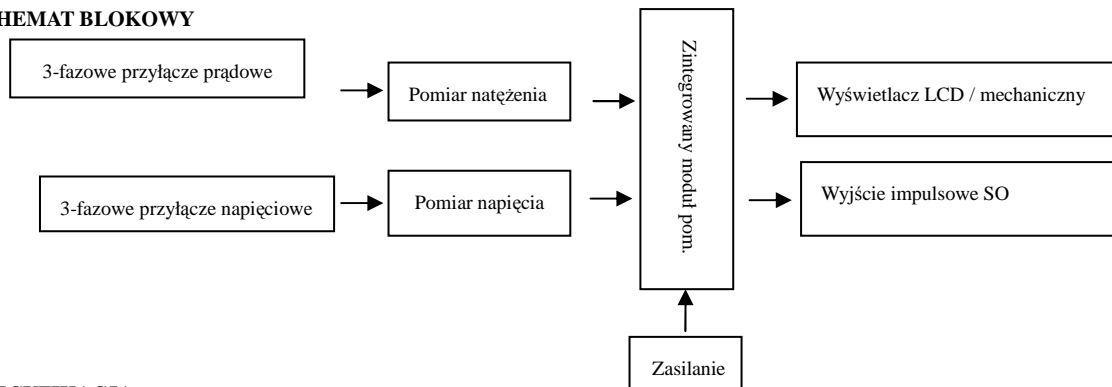 HEMAT BLOKOWY
3-fazowe przyłącze prądowe
Pomiar natężenia
Zintegrowany moduł pom.
Wyświetlacz LCD / mechaniczny
3-fazowe przyłącze napięciowe
Pomiar napięcia
Wyjście impulsowe SO
Zasilanie